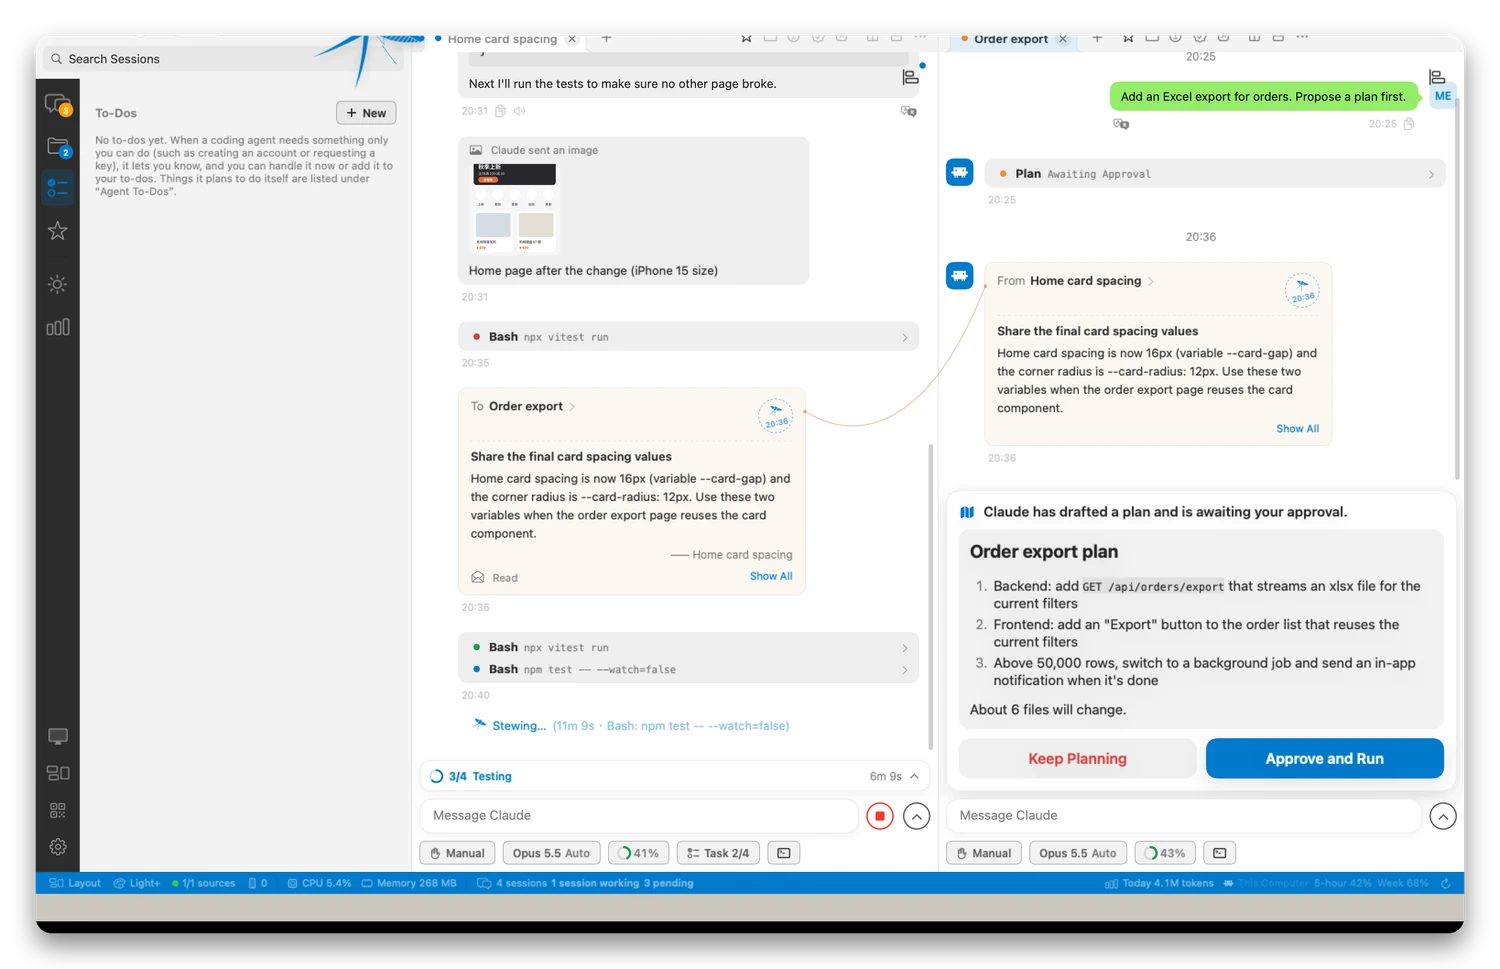 Search Sessions
3
2
To-Dos
+ New
No to-dos yet. When a coding agent needs something only
you can do (such as creating an account or requesting a
key), it lets you know, and you can handle it now or add it to
your to-dos. Things it plans to do itself are listed under
"Agent To-Dos".
Home card spacing
Next I'll run the tests to make sure no other page broke.
20:31
Claude sent an image
秋季上新
Home page after the change (iPhone 15 size)
20:31
Bash npx vitest run
20:35
To Order export
20:36
Share the final card spacing values
Home card spacing is now 16px (variable --card-gap) and
the corner radius is --card-radius: 12px. Use these two
variables when the order export page reuses the card
component.
— Home card spacing
Read
Show All
20:36
Bash npx vitest run
Bash npm test -- --watch=false
20:40
Stewing... (11m 9s · Bash: npm test -- --watch=false)
3/4 Testing
6m 9s
Message Claude
Manual
Opus 5.5 Auto
41%
Task 2/4
Order export
20:25
Add an Excel export for orders. Propose a plan first.
ME
20:25
Plan Awaiting Approval
20:25
20:36
From Home card spacing
20:36
Share the final card spacing values
Home card spacing is now 16px (variable --card-gap) and
the corner radius is --card-radius: 12px. Use these two
variables when the order export page reuses the card
component.
Show All
20:36
Claude has drafted a plan and is awaiting your approval.
Order export plan
1. Backend: add GET /api/orders/export that streams an xlsx file for the
current filters
2. Frontend: add an "Export" button to the order list that reuses the
current filters
3. Above 50,000 rows, switch to a background job and send an in-app
notification when it's done
About 6 files will change.
Keep Planning
Approve and Run
Message Claude
Manual
Opus 5.5 Auto
43%
Layout
Light+
1/1 sources
0
CPU 5.4%
Memory 268 MB
4 sessions 1 session working 3 pending
Today 4.1M tokens
This Computer 5-hour 42% Week 68%